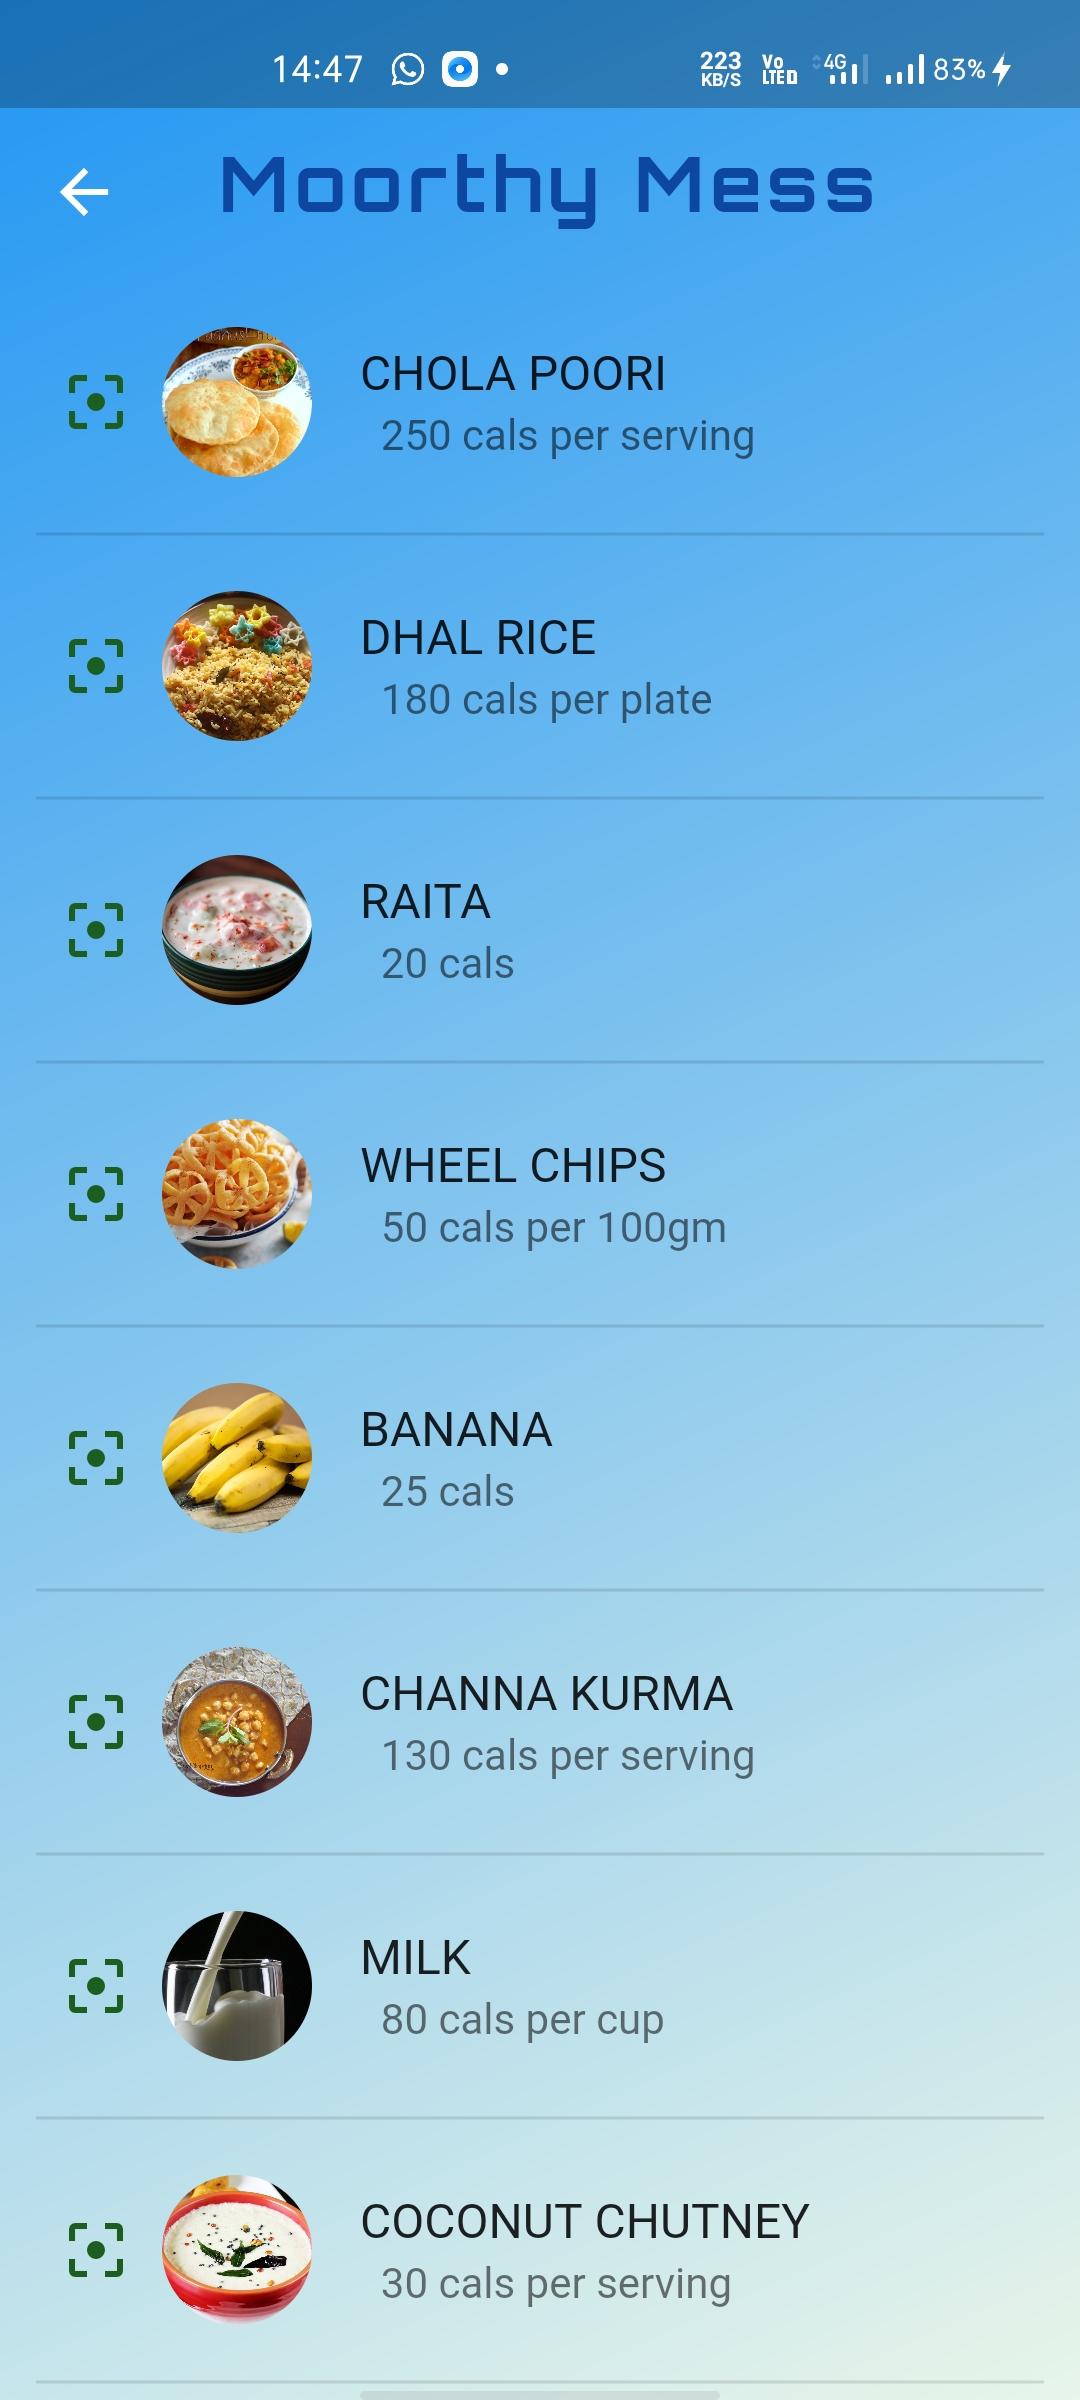 14:47
223 KB/S Vo LTE 4G 83%
Moorthy Mess
CHOLA POORI
250 cals per serving
DHAL RICE
180 cals per plate
RAITA
20 cals
WHEEL CHIPS
50 cals per 100gm
BANANA
25 cals
CHANNA KURMA
130 cals per serving
MILK
80 cals per cup
COCONUT CHUTNEY
30 cals per serving